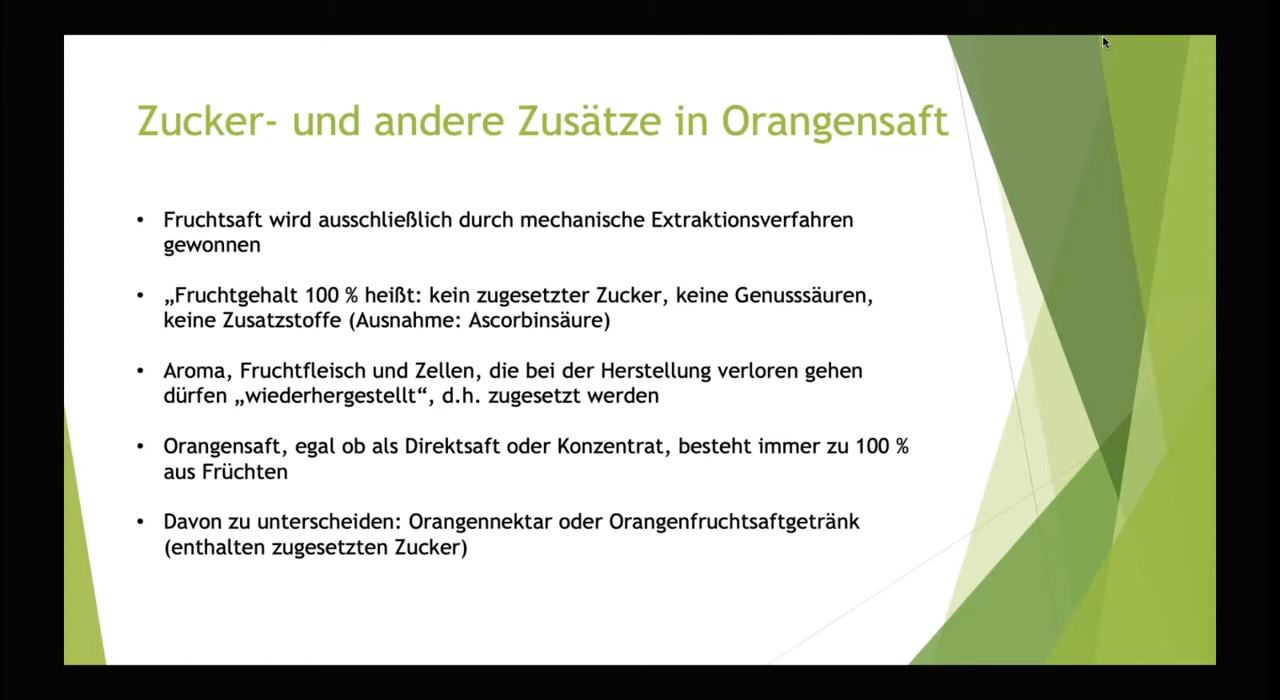 Zucker- und andere Zusätze in Orangensaft
• Fruchtsaft wird ausschließlich durch mechanische Extraktionsverfahren
gewonnen
• „Fruchtgehalt 100 % heißt: kein zugesetzter Zucker, keine Genusssäuren,
keine Zusatzstoffe (Ausnahme: Ascorbinsäure)
• Aroma, Fruchtfleisch und Zellen, die bei der Herstellung verloren gehen
dürfen „wiederhergestellt“, d.h. zugesetzt werden
• Orangensaft, egal ob als Direktsaft oder Konzentrat, besteht immer zu 100 %
aus Früchten
• Davon zu unterscheiden: Orangennektar oder Orangenfruchtsaftgetränk
(enthalten zugesetzten Zucker)